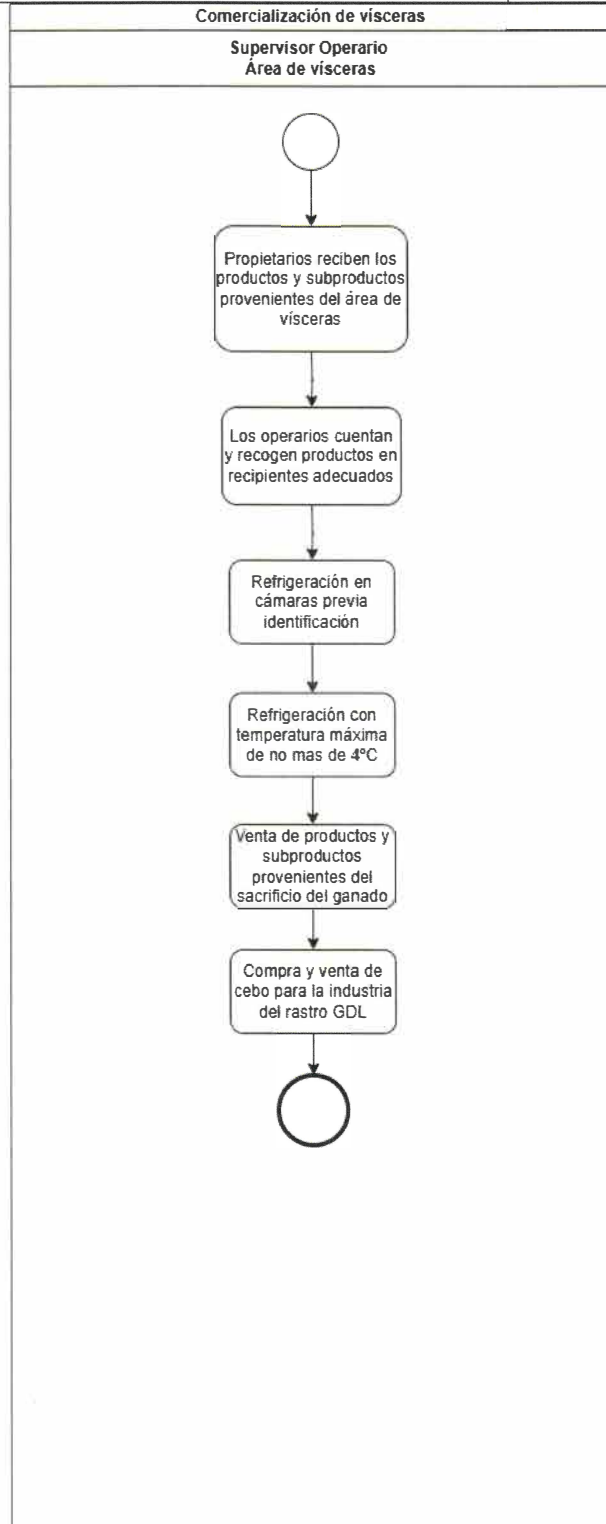 Comercialización de vísceras
Supervisor Operario
Área de vísceras
Propietarios reciben los
productos y subproductos
provenientes del área de
vísceras
Los operarios cuentan
y recogen productos en
recipientes adecuados
Refrigeración en
cámaras previa
identificación
Refrigeración con
temperatura máxima
de no mas de 4°C
Venta de productos y
subproductos
provenientes del
sacrificio del ganado
Compra y venta de
cebo para la industria
del rastro GDL